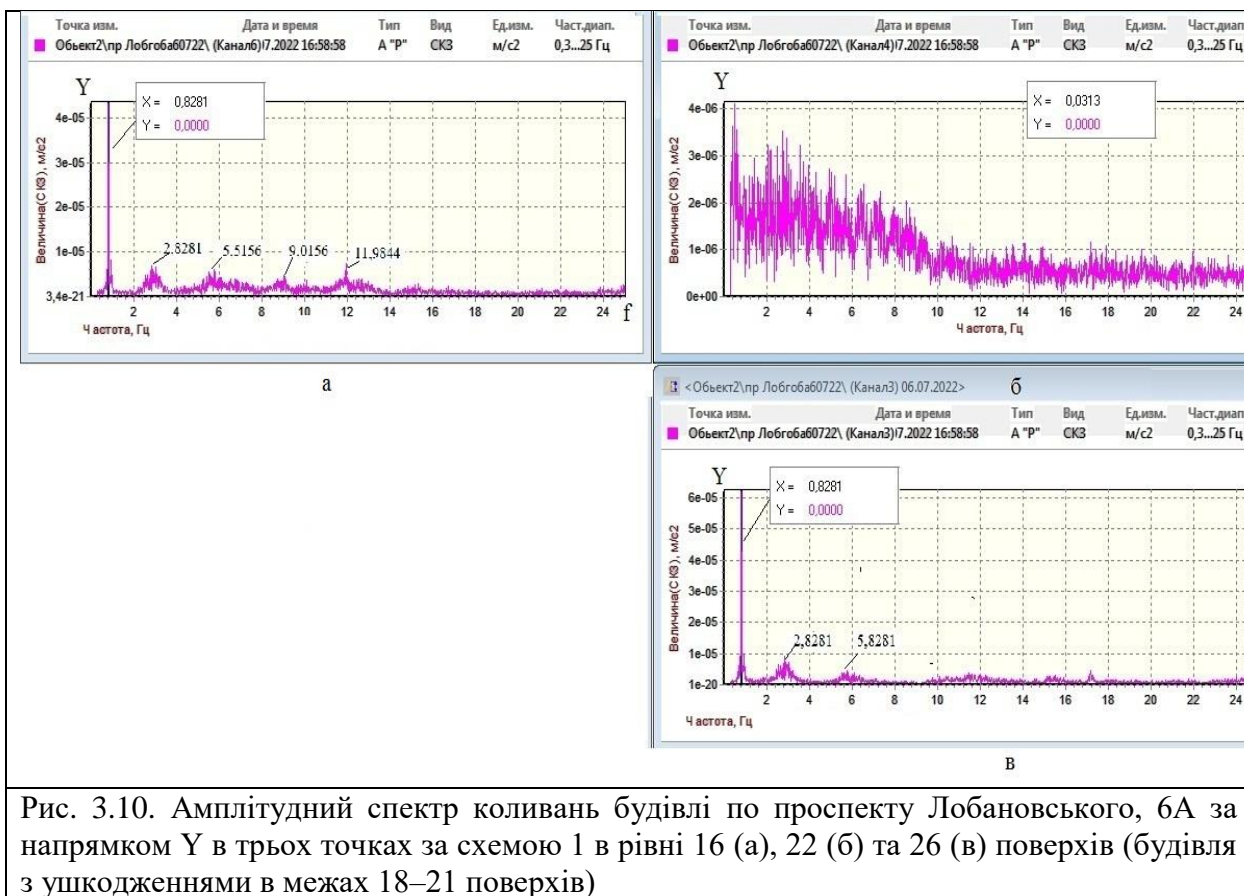 Точка изм. Дата и время Тип Вид Ед.изм. Част.диап.
Обьект2\пр Лобгоба60722\ (Канал6)|7.2022 16:58:58 А "Р" СКЗ м/с2 0,3...25 Гц
Y
X = 0,8281
Y = 0,0000
4e-05
3e-05
2e-05
1e-05
3,4e-21
Величина(СКЗ), м/с2
2.8281 5.5156 9.0156 11,9844
2 4 6 8 10 12 14 16 18 20 22 24 f
Частота, Гц
а
Точка изм. Дата и время Тип Вид Ед.изм. Част.диап.
Обьект2\пр Лобгоба60722\ (Канал4)|7.2022 16:58:58 А "Р" СКЗ м/с2 0,3...25 Гц
Y
X = 0,0313
Y = 0,0000
4e-06
3e-06
2e-06
1e-06
0e+00
Величина(СКЗ), м/с2
2 4 6 8 10 12 14 16 18 20 22 24
Частота, Гц
<Обьект2\пр Лобгоба60722\ (Канал3) 06.07.2022> б
Точка изм. Дата и время Тип Вид Ед.изм. Част.диап
Обьект2\пр Лобгоба60722\ (Канал3)|7.2022 16:58:58 А "Р" СКЗ м/с2 0,3...25 Гц
Y
X = 0,8281
Y = 0,0000
6e-05
5e-05
4e-05
3e-05
2e-05
1e-05
1e-20
Величина(СКЗ), м/с2
2,8281 5,8281
2 4 6 8 10 12 14 16 18 20 22 24
Частота, Гц
в
Рис. 3.10. Амплітудний спектр коливань будівлі по проспекту Лобановського, 6А за
напрямком Y в трьох точках за схемою 1 в рівні 16 (а), 22 (б) та 26 (в) поверхів (будівля
з ушкодженнями в межах 18–21 поверхів)